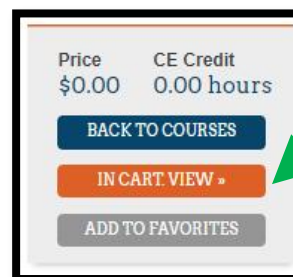 Price CE Credit
$0.00 0.00 hours
BACK TO COURSES
IN CART. VIEW »
ADD TO FAVORITES